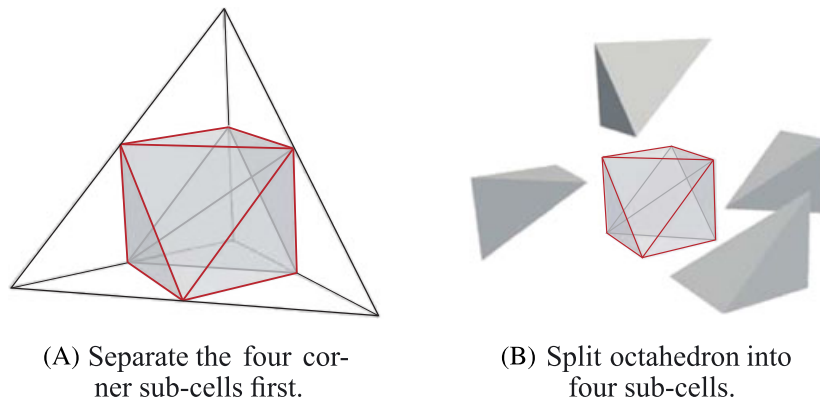 (A) Separate the four cor-
ner sub-cells first.
(B) Split octahedron into
four sub-cells.